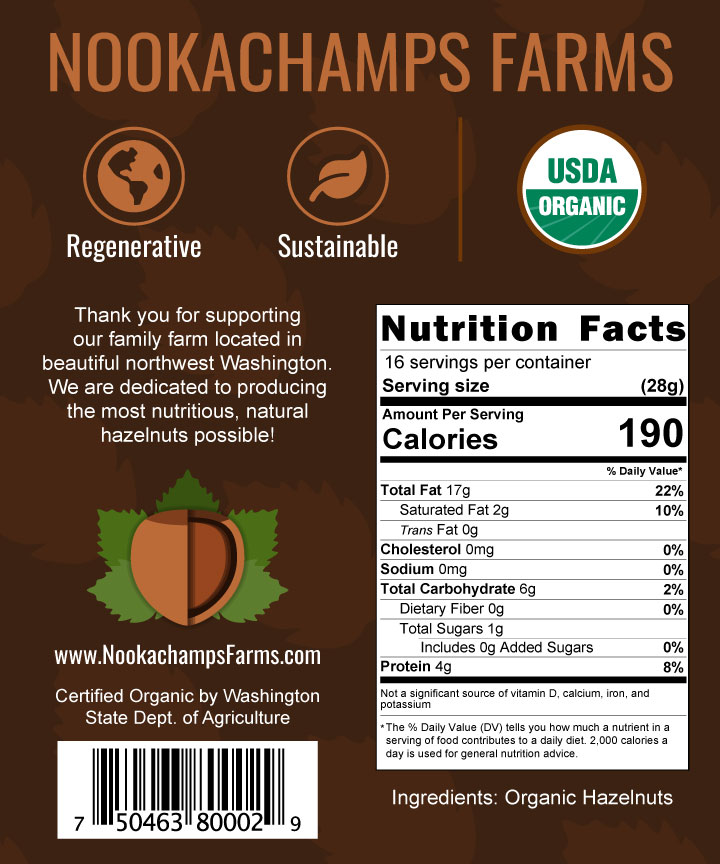 NOOKACHAMPS FARMS
Regenerative
Sustainable
USDA
ORGANIC
Thank you for supporting
our family farm located in
beautiful northwest Washington.
We are dedicated to producing
the most nutritious, natural
hazelnuts possible!
www.NookachampsFarms.com
Certified Organic by Washington
State Dept. of Agriculture
7 50463 80002 9
Nutrition Facts
16 servings per container
Serving size (28g)
Amount Per Serving
Calories 190
% Daily Value*
Total Fat 17g 22%
Saturated Fat 2g 10%
Trans Fat 0g
Cholesterol 0mg 0%
Sodium 0mg 0%
Total Carbohydrate 6g 2%
Dietary Fiber 0g 0%
Total Sugars 1g
Includes 0g Added Sugars 0%
Protein 4g 8%
Not a significant source of vitamin D, calcium, iron, and
potassium
*The % Daily Value (DV) tells you how much a nutrient in a
serving of food contributes to a daily diet. 2,000 calories a
day is used for general nutrition advice.
Ingredients: Organic Hazelnuts